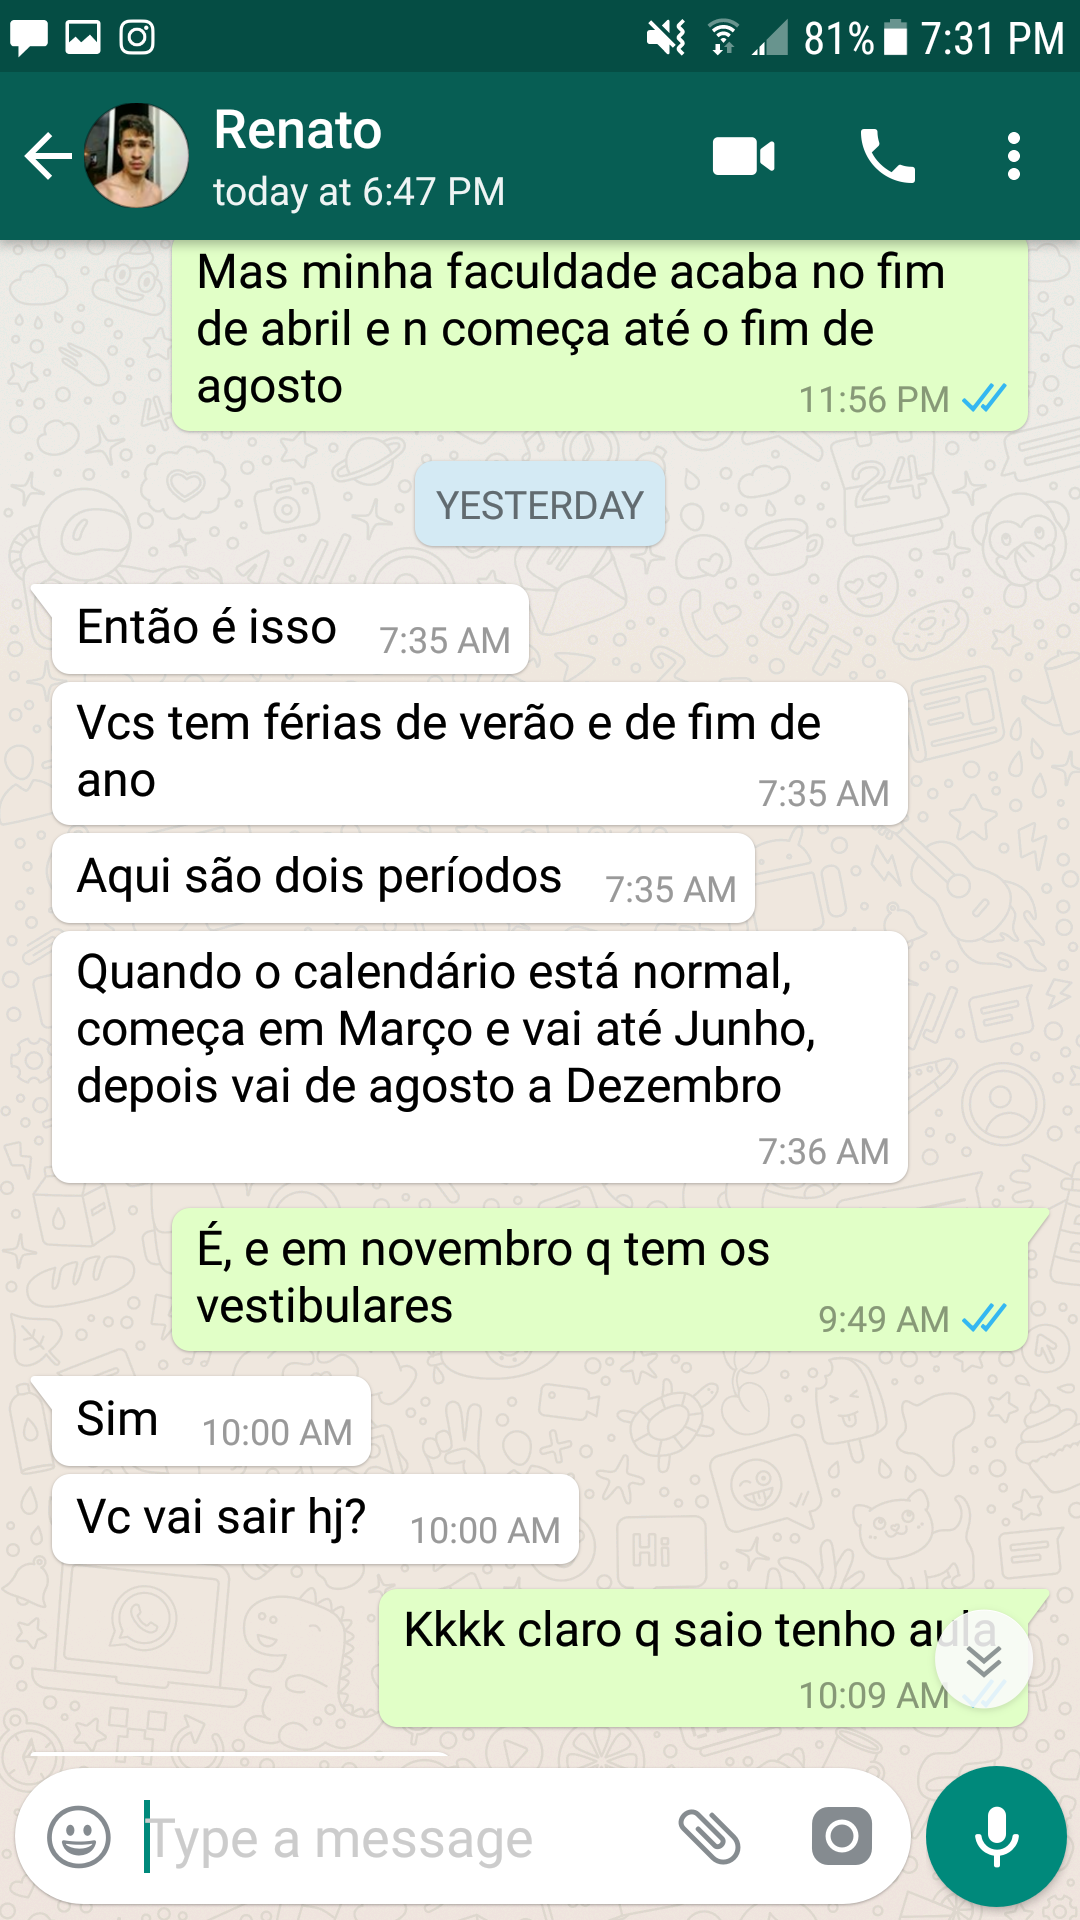 81% 7:31 PM
Renato
today at 6:47 PM
Mas minha faculdade acaba no fim
de abril e n começa até o fim de
agosto
11:56 PM
YESTERDAY
Então é isso 7:35 AM
Vcs tem férias de verão e de fim de
ano
7:35 AM
Aqui são dois períodos 7:35 AM
Quando o calendário está normal,
começa em Março e vai até Junho,
depois vai de agosto a Dezembro
7:36 AM
É, e em novembro q tem os
vestibulares
9:49 AM
Sim 10:00 AM
Vc vai sair hj? 10:00 AM
Kkkk claro q saio tenho aula
10:09 AM
Type a message